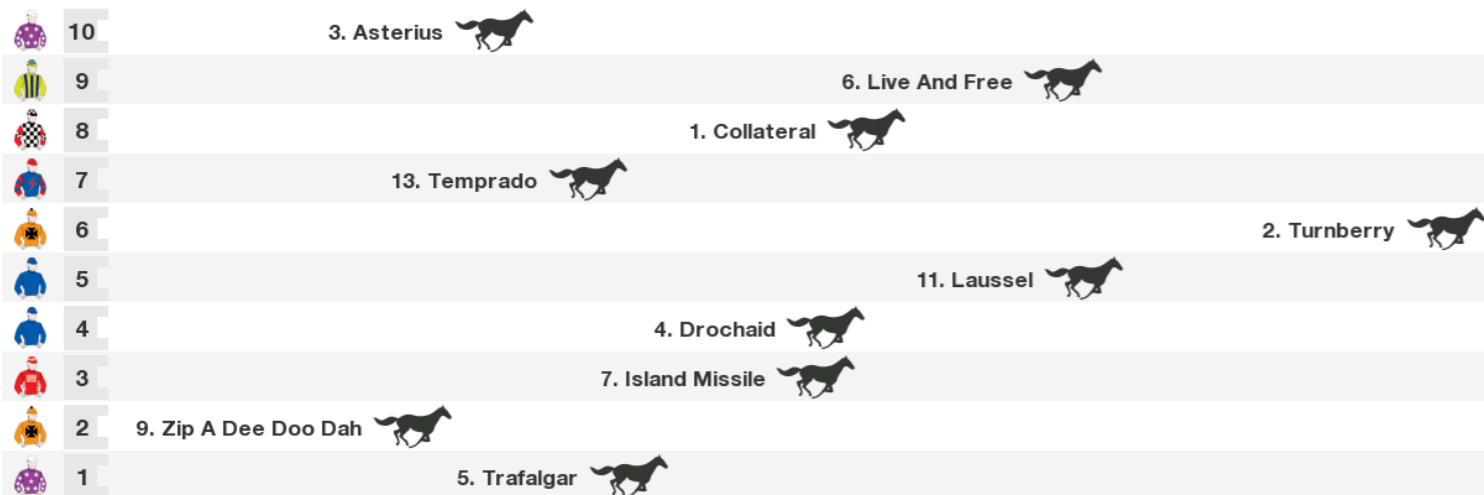 10 3. Asterius
9 6. Live And Free
8 1. Collateral
7 13. Temprado
6 2. Turnberry
5 11. Laussel
4 4. Drochaid
3 7. Island Missile
2 9. Zip A Dee Doo Dah
1 5. Trafalgar